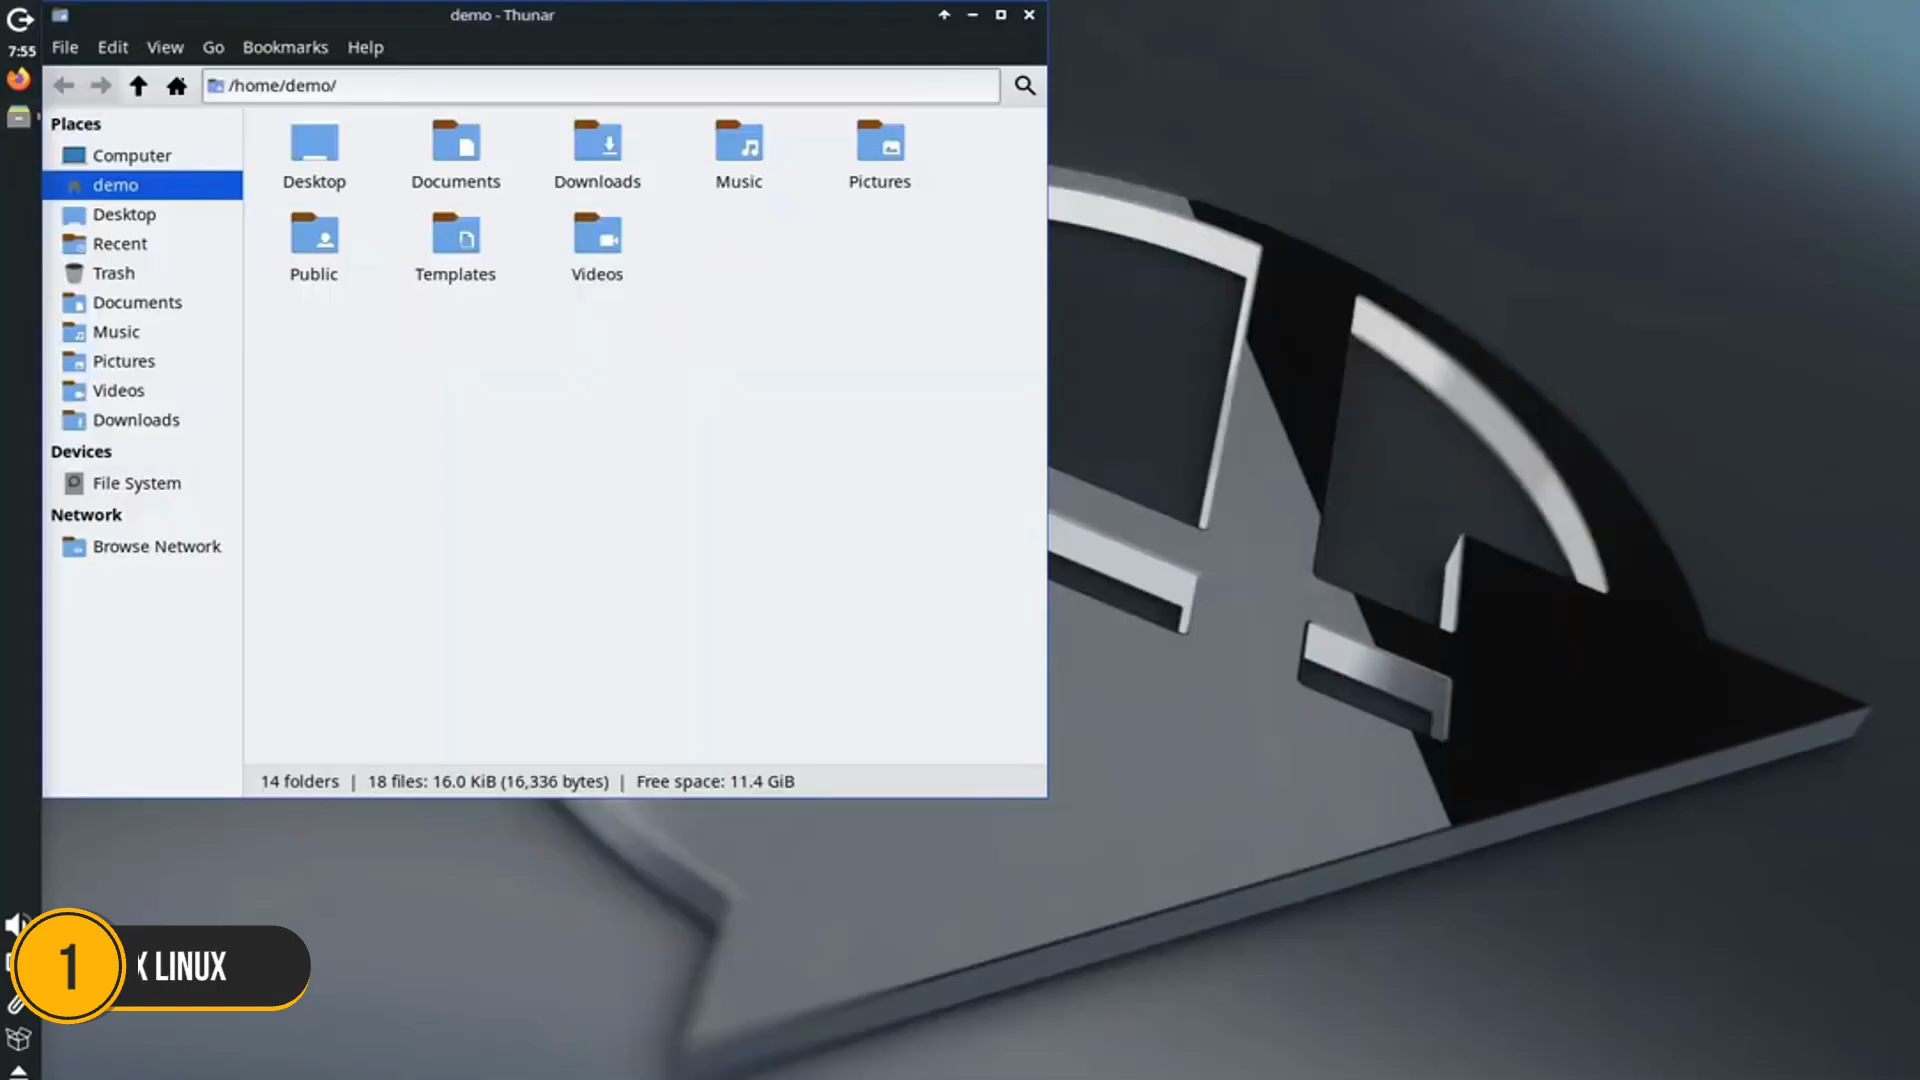 demo - Thunar
7:55
File Edit View Go Bookmarks Help
/home/demo/
Places
Computer
demo
Desktop
Recent
Trash
Documents
Music
Pictures
Videos
Downloads
Devices
File System
Network
Browse Network
Desktop Documents Downloads Music Pictures
Public Templates Videos
14 folders | 18 files: 16.0 KiB (16,336 bytes) | Free space: 11.4 GiB
1 X LINUX